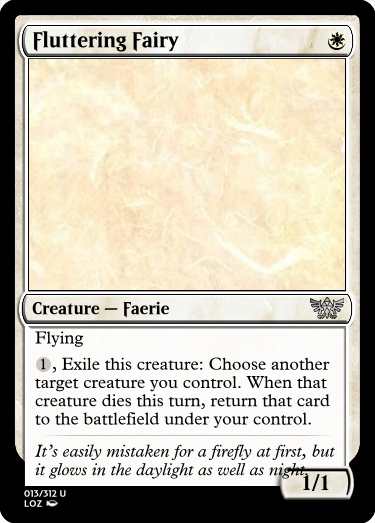 Fluttering Fairy
Creature — Faerie
Flying
1, Exile this creature: Choose another
target creature you control. When that
creature dies this turn, return that card
to the battlefield under your control.
It's easily mistaken for a firefly at first, but
it glows in the daylight as well as night.
1/1
013/312 U
LOZ